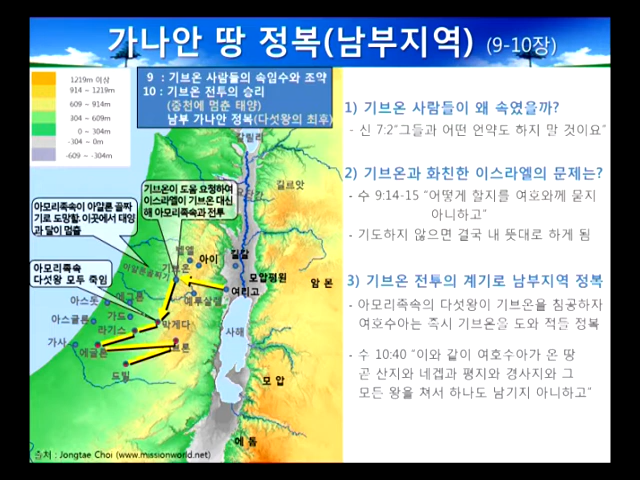 가나안 땅 정복(남부지역) (9-10장)
1219m 이상
914 ~ 1219m
609 ~ 914m
304 ~ 609m
0 ~ 304m
-304 ~ 0m
-609 ~ -304m
9 : 기브온 사람들의 속임수와 조약
10 : 기브온 전투의 승리
(중천에 멈춘 태양)
남부 가나안 정복(다섯왕의 최후)
갈릴리
길르앗
기브온이 도움 요청하여
이스라엘이 기브온 대신
해 아모리족속과 전투
아모리족속이 아얄론 골짜
기로 도망감. 이곳에서 태양
과 달이 멈춤
아모리족속
다섯왕 모두 죽임
벧엘
아이
길갈
아얄론골짜기
기브온
모압평원
암 몬
예루살렘
여리고
아스돗
에그론
아스글론
가드
막게다
라기스
사해
가사
에글론
헤브론
드빌
모 압
에 돔
출처 : Jongtae Choi (www.missionworld.net)
1) 기브온 사람들이 왜 속였을까?
- 신 7:2"그들과 어떤 언약도 하지 말 것이요"
2) 기브온과 화친한 이스라엘의 문제는?
- 수 9:14-15 "어떻게 할지를 여호와께 묻지
아니하고"
- 기도하지 않으면 결국 내 뜻대로 하게 됨
3) 기브온 전투의 계기로 남부지역 정복
- 아모리족속의 다섯왕이 기브온을 침공하자
여호수아는 즉시 기브온을 도와 적들 정복
- 수 10:40 "이와 같이 여호수아가 온 땅
곧 산지와 네겝과 평지와 경사지와 그
모든 왕을 쳐서 하나도 남기지 아니하고"